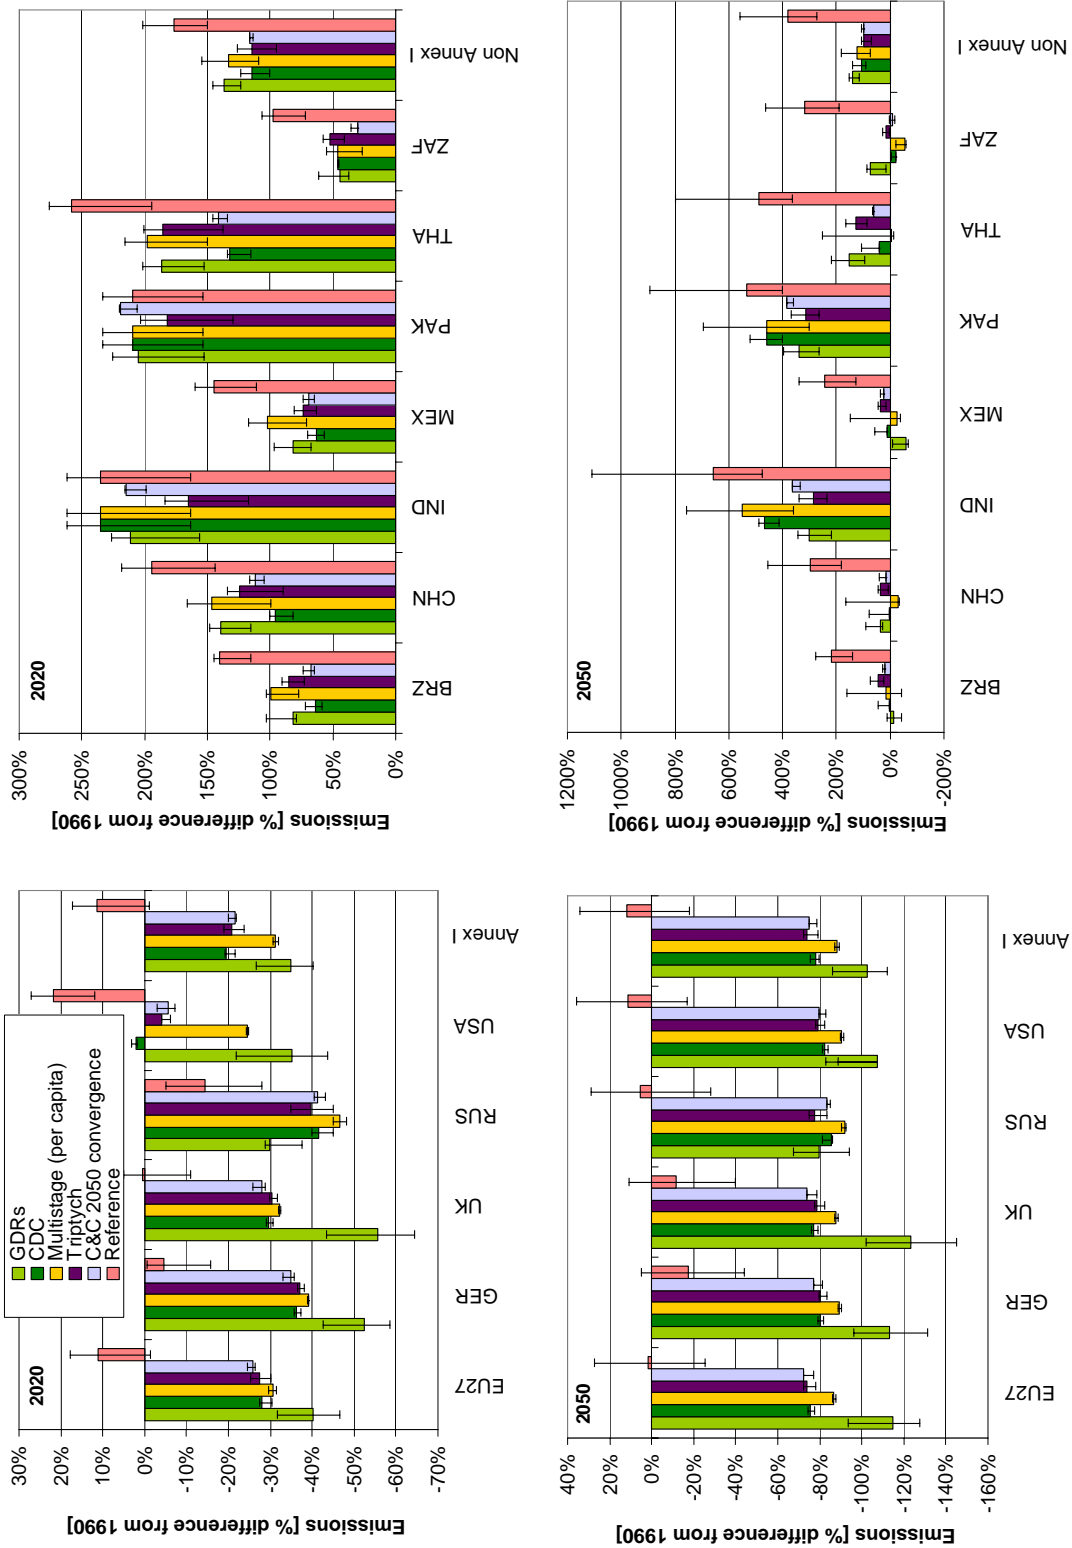 2020
Emissions [% difference from 1990]
30%
20%
10%
0%
-10%
-20%
-30%
-40%
-50%
-60%
-70%
EU27
GER
UK
RUS
USA
Annex I
GDRs
CDC
Multistage (per capita)
Triptych
C&C 2050 convergence
Reference
2020
Emissions [% difference from 1990]
300%
250%
200%
150%
100%
50%
0%
BRZ
CHN
IND
MEX
PAK
THA
ZAF
Non Annex I
2050
Emissions [% difference from 1990]
40%
20%
0%
-20%
-40%
-60%
-80%
-100%
-120%
-140%
-160%
EU27
GER
UK
RUS
USA
Annex I
2050
Emissions [% difference from 1990]
1200%
1000%
800%
600%
400%
200%
0%
-200%
BRZ
CHN
IND
MEX
PAK
THA
ZAF
Non Annex I